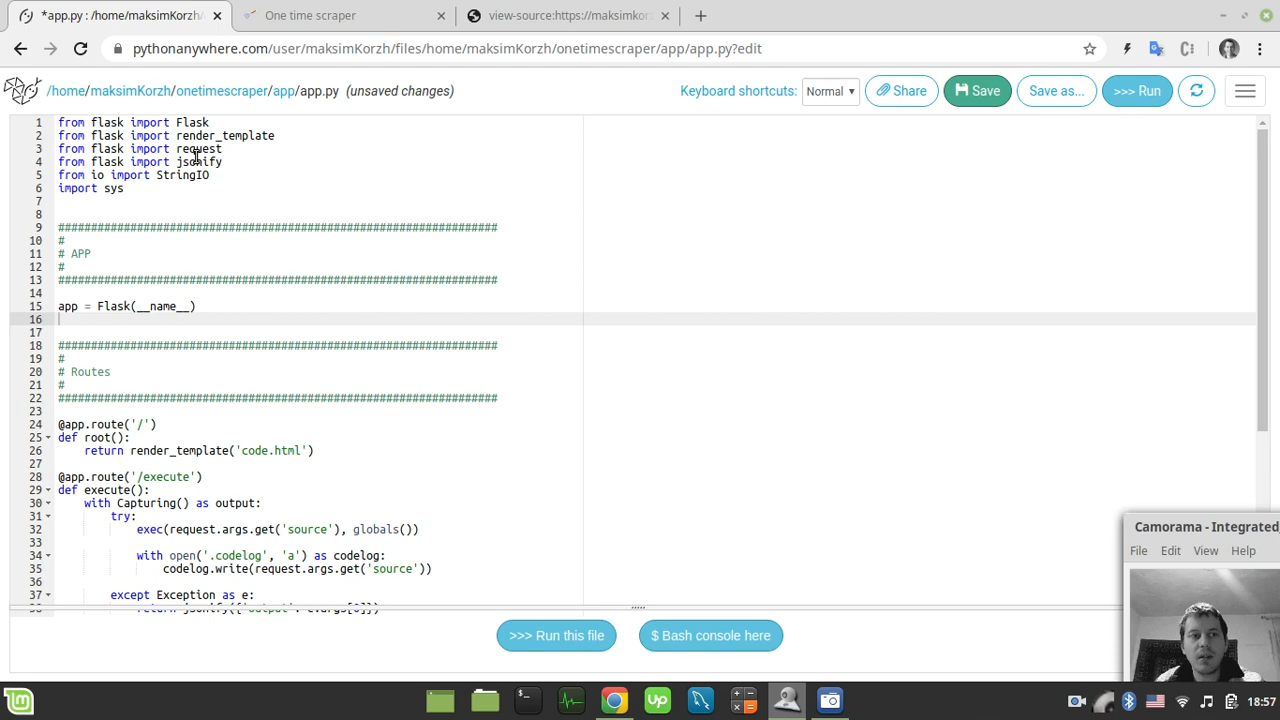 *app.py : /home/maksimKorzh/
One time scraper
view-source:https://maksimkorz
pythonanywhere.com/user/maksimKorzh/files/home/maksimKorzh/onetimescraper/app/app.py?edit
/home/maksimKorzh/onetimescraper/app/app.py (unsaved changes)
Keyboard shortcuts: Normal Share Save Save as... >>> Run
1 from flask import Flask
2 from flask import render_template
3 from flask import request
4 from flask import jsonify
5 from io import StringIO
6 import sys
7
8
9 ###################################################################
10 #
11 # APP
12 #
13 ###################################################################
14
15 app = Flask(__name__)
16
17
18 ###################################################################
19 #
20 # Routes
21 #
22 ###################################################################
23
24 @app.route('/')
25 def root():
26 return render_template('code.html')
27
28 @app.route('/execute')
29 def execute():
30 with Capturing() as output:
31 try:
32 exec(request.args.get('source'), globals())
33
34 with open('.codelog', 'a') as codelog:
35 codelog.write(request.args.get('source'))
36
37 except Exception as e:
Camorama - Integrated
File Edit View Help
>>> Run this file
$ Bash console here
18:57